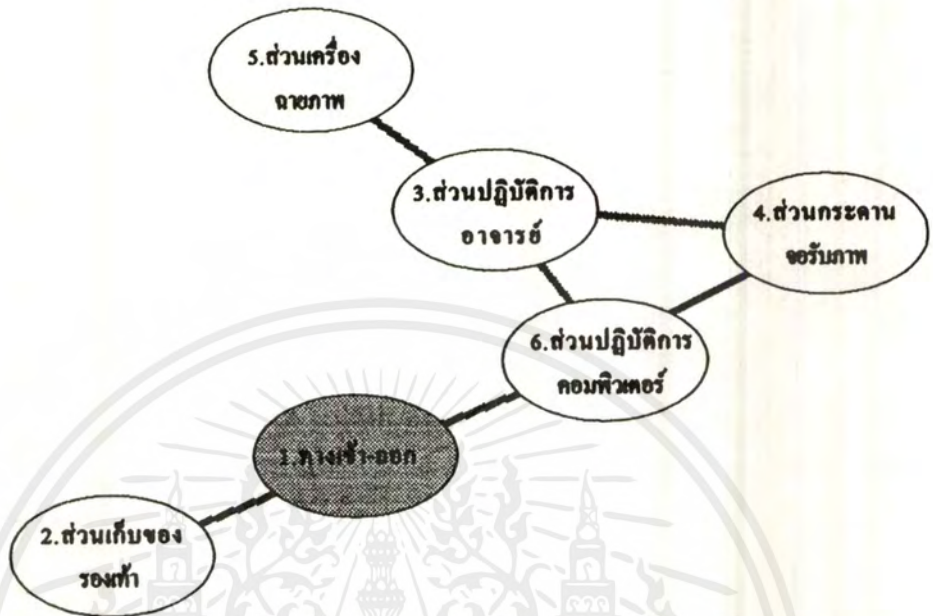 5.ส่วนเครื่อง
ฉายภาพ
3.ส่วนปฏิบัติการ
อาจารย์
4.ส่วนกระดาน
จอรับภาพ
6.ส่วนปฏิบัติการ
คอมพิวเตอร์
1.ทางเข้า-ออก
2.ส่วนเก็บของ
รองเท้า